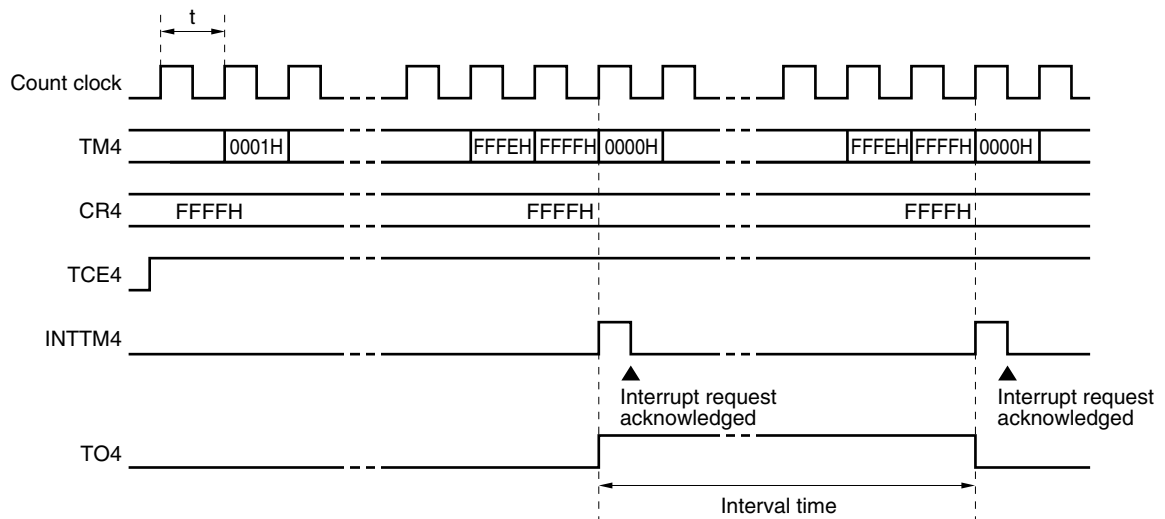 t
Count clock
TM4 0001H FFFEH FFFFH 0000H FFFEH FFFFH 0000H
CR4 FFFFH FFFFH FFFFH
TCE4
INTTM4
Interrupt request Interrupt request
acknowledged acknowledged
TO4
Interval time